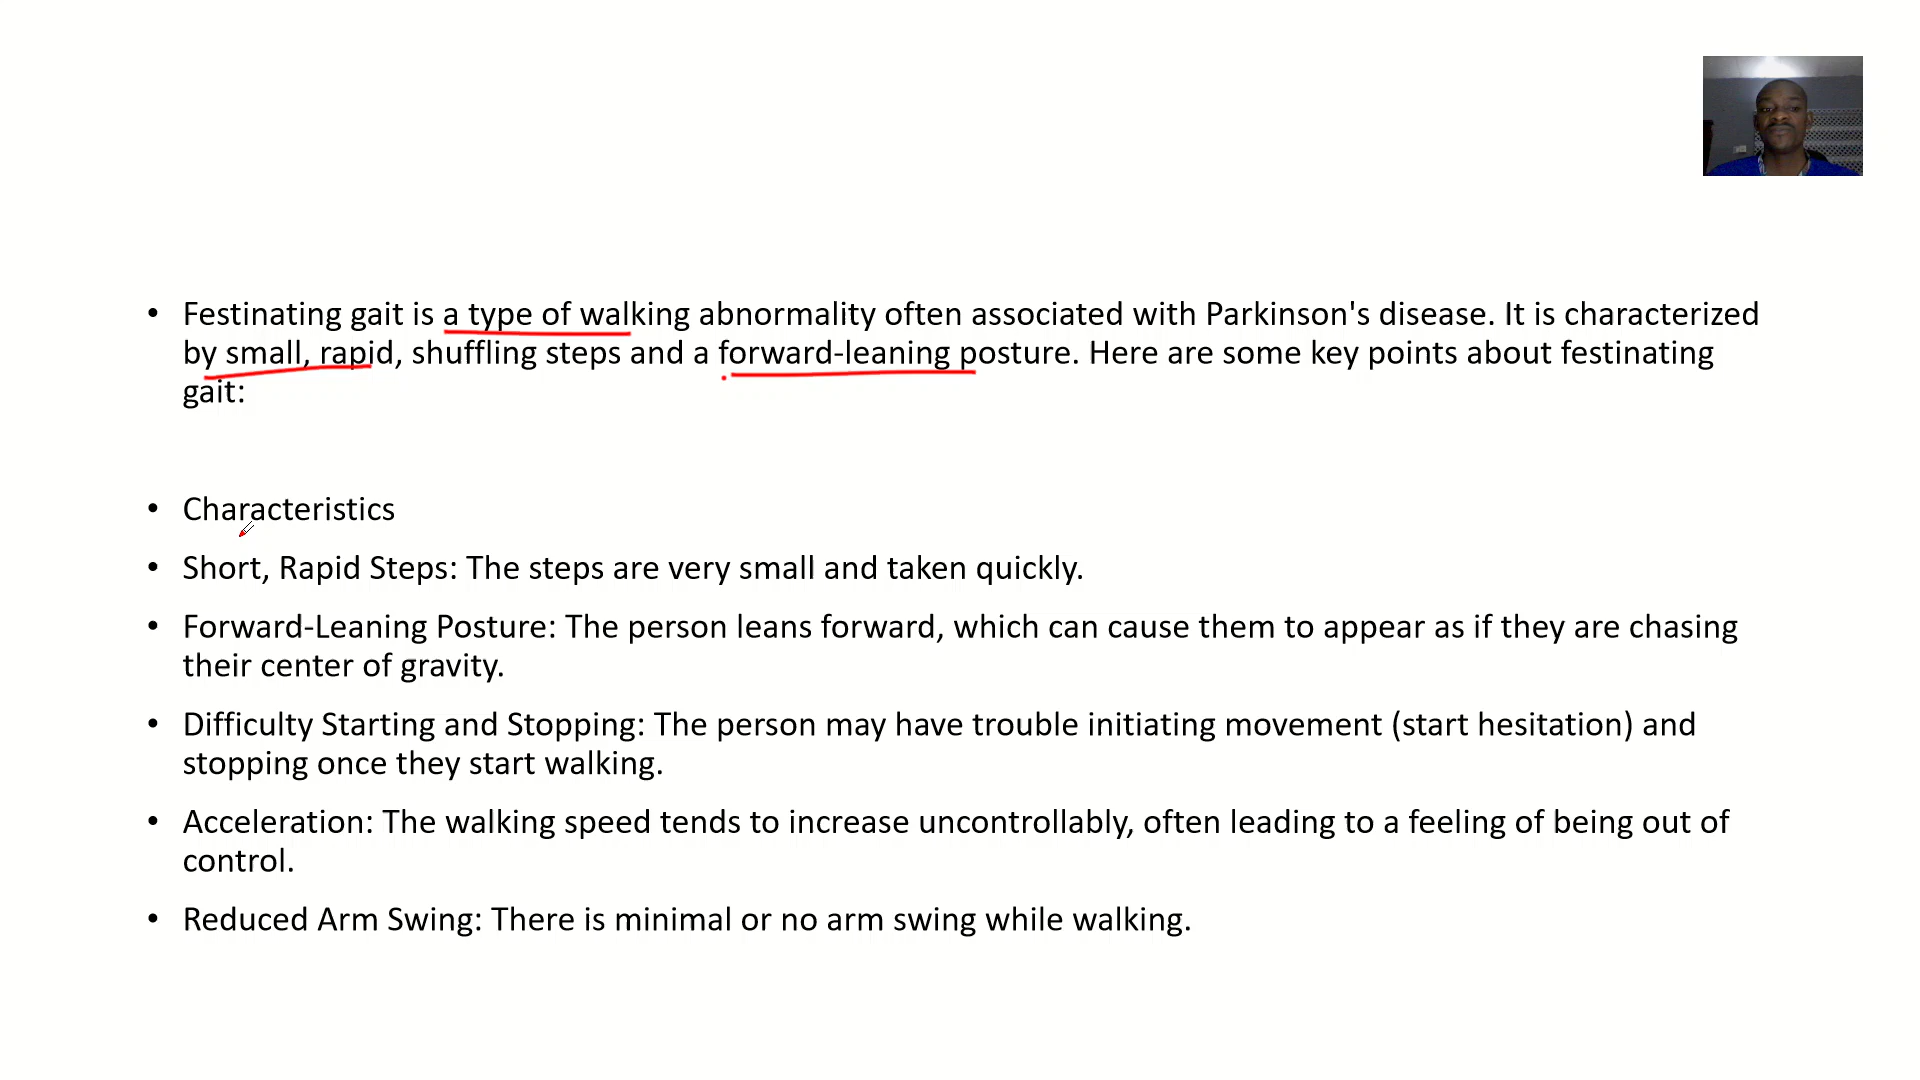 • Festinating gait is a type of walking abnormality often associated with Parkinson's disease. It is characterized
by small, rapid, shuffling steps and a forward-leaning posture. Here are some key points about festinating
gait:
• Characteristics
• Short, Rapid Steps: The steps are very small and taken quickly.
• Forward-Leaning Posture: The person leans forward, which can cause them to appear as if they are chasing
their center of gravity.
• Difficulty Starting and Stopping: The person may have trouble initiating movement (start hesitation) and
stopping once they start walking.
• Acceleration: The walking speed tends to increase uncontrollably, often leading to a feeling of being out of
control.
• Reduced Arm Swing: There is minimal or no arm swing while walking.